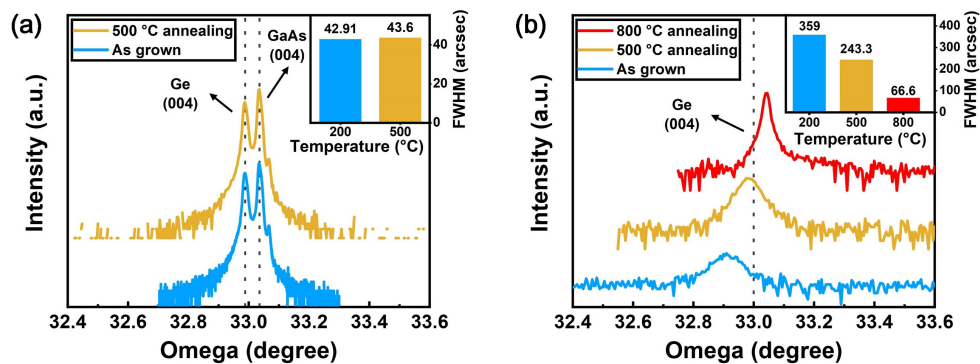 (a)
500 °C annealing
As grown
GaAs
(004)
Ge
(004)
42.91
43.6
40
20
0
FWHM (arcsec)
200
500
Temperature (°C)
Intensity (a.u.)
32.4
32.6
32.8
33.0
33.2
33.4
33.6
Omega (degree)
(b)
800 °C annealing
500 °C annealing
As grown
Ge
(004)
359
243.3
66.6
400
300
200
100
0
FWHM (arcsec)
200
500
800
Temperature (°C)
Intensity (a.u.)
32.4
32.6
32.8
33.0
33.2
33.4
33.6
Omega (degree)